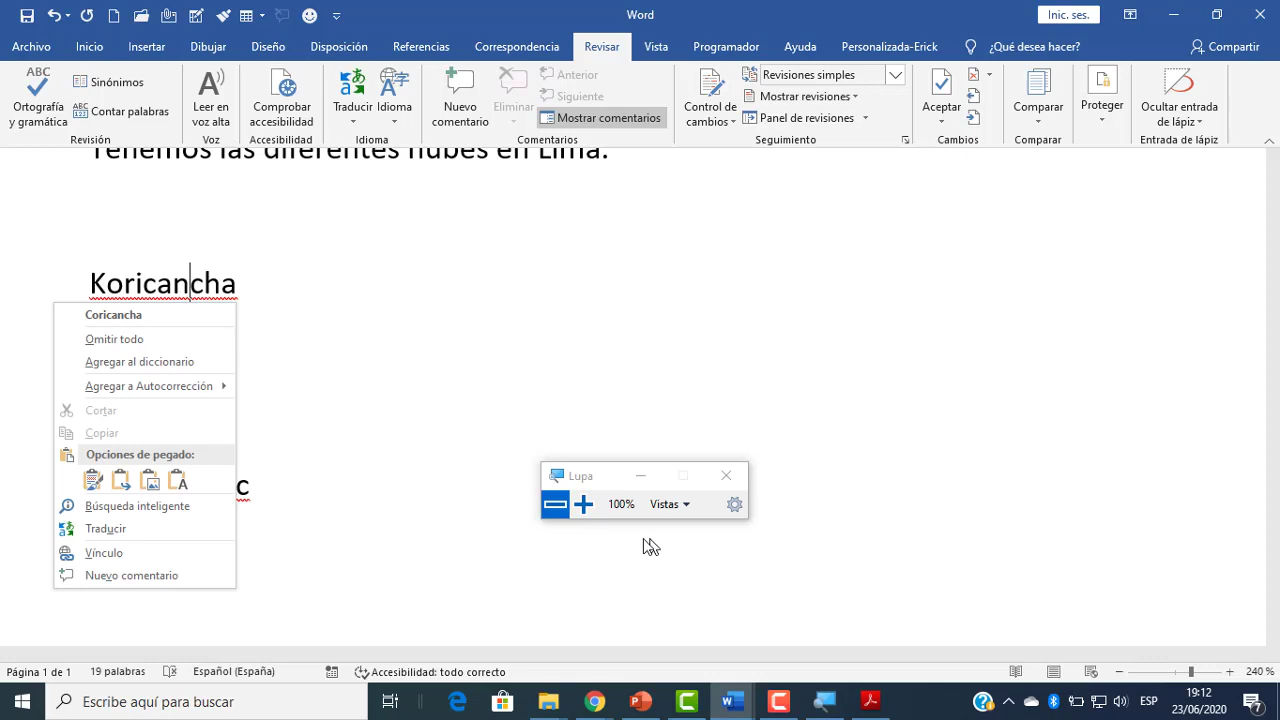 Word
Inic. ses.
Archivo Inicio Insertar Dibujar Diseño Disposición Referencias Correspondencia Revisar Vista Programador Ayuda Personalizada-Erick ¿Qué desea hacer? Compartir
ABC
Ortografía y gramática
Sinónimos
ABC
123
Contar palabras
Revisión
Leer en voz alta
Voz
Comprobar accesibilidad
Accesibilidad
Traducir
Idioma
Idioma
Nuevo comentario
Eliminar
Anterior
Siguiente
Mostrar comentarios
Comentarios
Control de cambios
Revisiones simples
Mostrar revisiones
Panel de revisiones
Seguimiento
Aceptar
Cambios
Comparar
Comparar
Proteger
Ocultar entrada de lápiz
Entrada de lápiz
Tenemos las diferentes nubes en Lima.
Koricancha
Coricancha
Omitir todo
Agregar al diccionario
Agregar a Autocorrección
Cortar
Copiar
Opciones de pegado:
A
Búsqueda inteligente
Traducir
Vínculo
Nuevo comentario
c
Lupa
100% Vistas
Página 1 de 1 19 palabras Español (España) Accesibilidad: todo correcto 240 %
Escribe aquí para buscar
ESP
19:12
23/06/2020
7